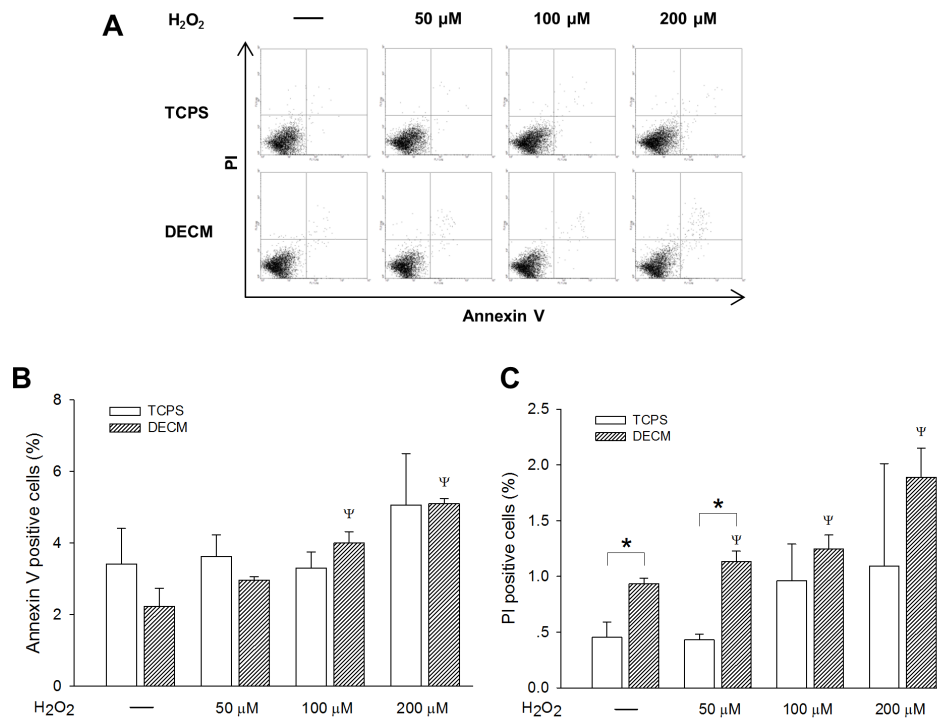 A
H₂O₂ — 50 µM 100 µM 200 µM
TCPS
DECM
PI
Annexin V
B
8
6
4
2
0
Annexin V positive cells (%)
TCPS
DECM
Ψ Ψ
H₂O₂ — 50 µM 100 µM 200 µM
C
2.5
2.0
1.5
1.0
.5
0.0
PI positive cells (%)
TCPS
DECM
* * Ψ Ψ Ψ
H₂O₂ — 50 µM 100 µM 200 µM